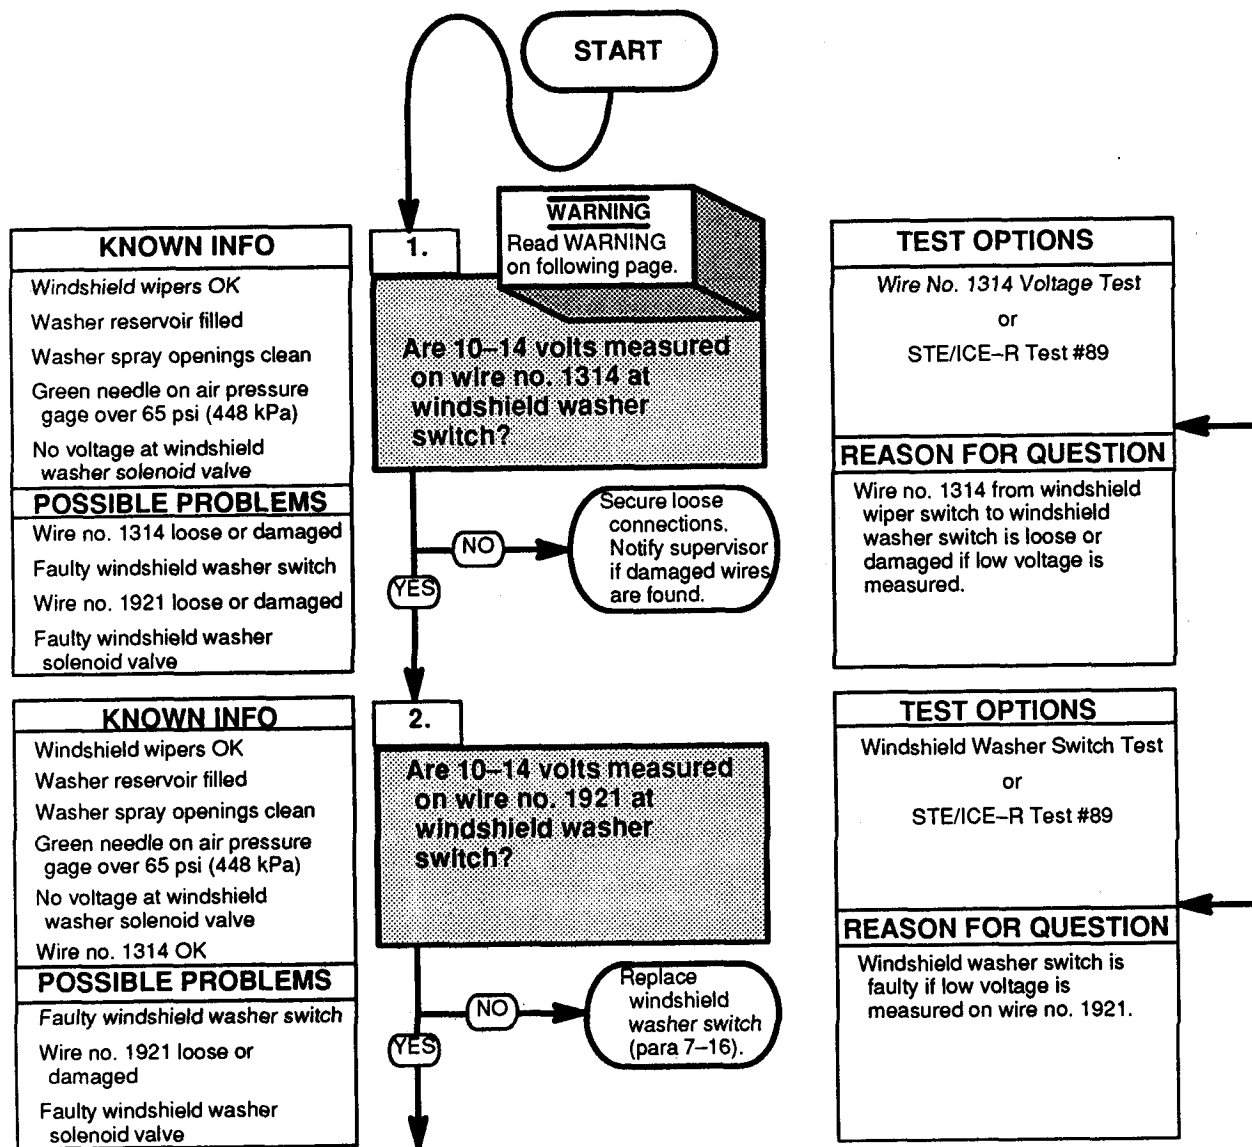 START
WARNING
Read WARNING
on following page.
1.
Are 10–14 volts measured
on wire no. 1314 at
windshield washer
switch?
KNOWN INFO
Windshield wipers OK
Washer reservoir filled
Washer spray openings clean
Green needle on air pressure
gage over 65 psi (448 kPa)
No voltage at windshield
washer solenoid valve
POSSIBLE PROBLEMS
Wire no. 1314 loose or damaged
Faulty windshield washer switch
Wire no. 1921 loose or damaged
Faulty windshield washer
solenoid valve
NO
Secure loose
connections.
Notify supervisor
if damaged wires
are found.
YES
TEST OPTIONS
Wire No. 1314 Voltage Test
or
STE/ICE–R Test #89
REASON FOR QUESTION
Wire no. 1314 from windshield
wiper switch to windshield
washer switch is loose or
damaged if low voltage is
measured.
KNOWN INFO
Windshield wipers OK
Washer reservoir filled
Washer spray openings clean
Green needle on air pressure
gage over 65 psi (448 kPa)
No voltage at windshield
washer solenoid valve
Wire no. 1314 OK
POSSIBLE PROBLEMS
Faulty windshield washer switch
Wire no. 1921 loose or
damaged
Faulty windshield washer
solenoid valve
2.
Are 10–14 volts measured
on wire no. 1921 at
windshield washer
switch?
NO
Replace
windshield
washer switch
(para 7–16).
YES
TEST OPTIONS
Windshield Washer Switch Test
or
STE/ICE–R Test #89
REASON FOR QUESTION
Windshield washer switch is
faulty if low voltage is
measured on wire no. 1921.